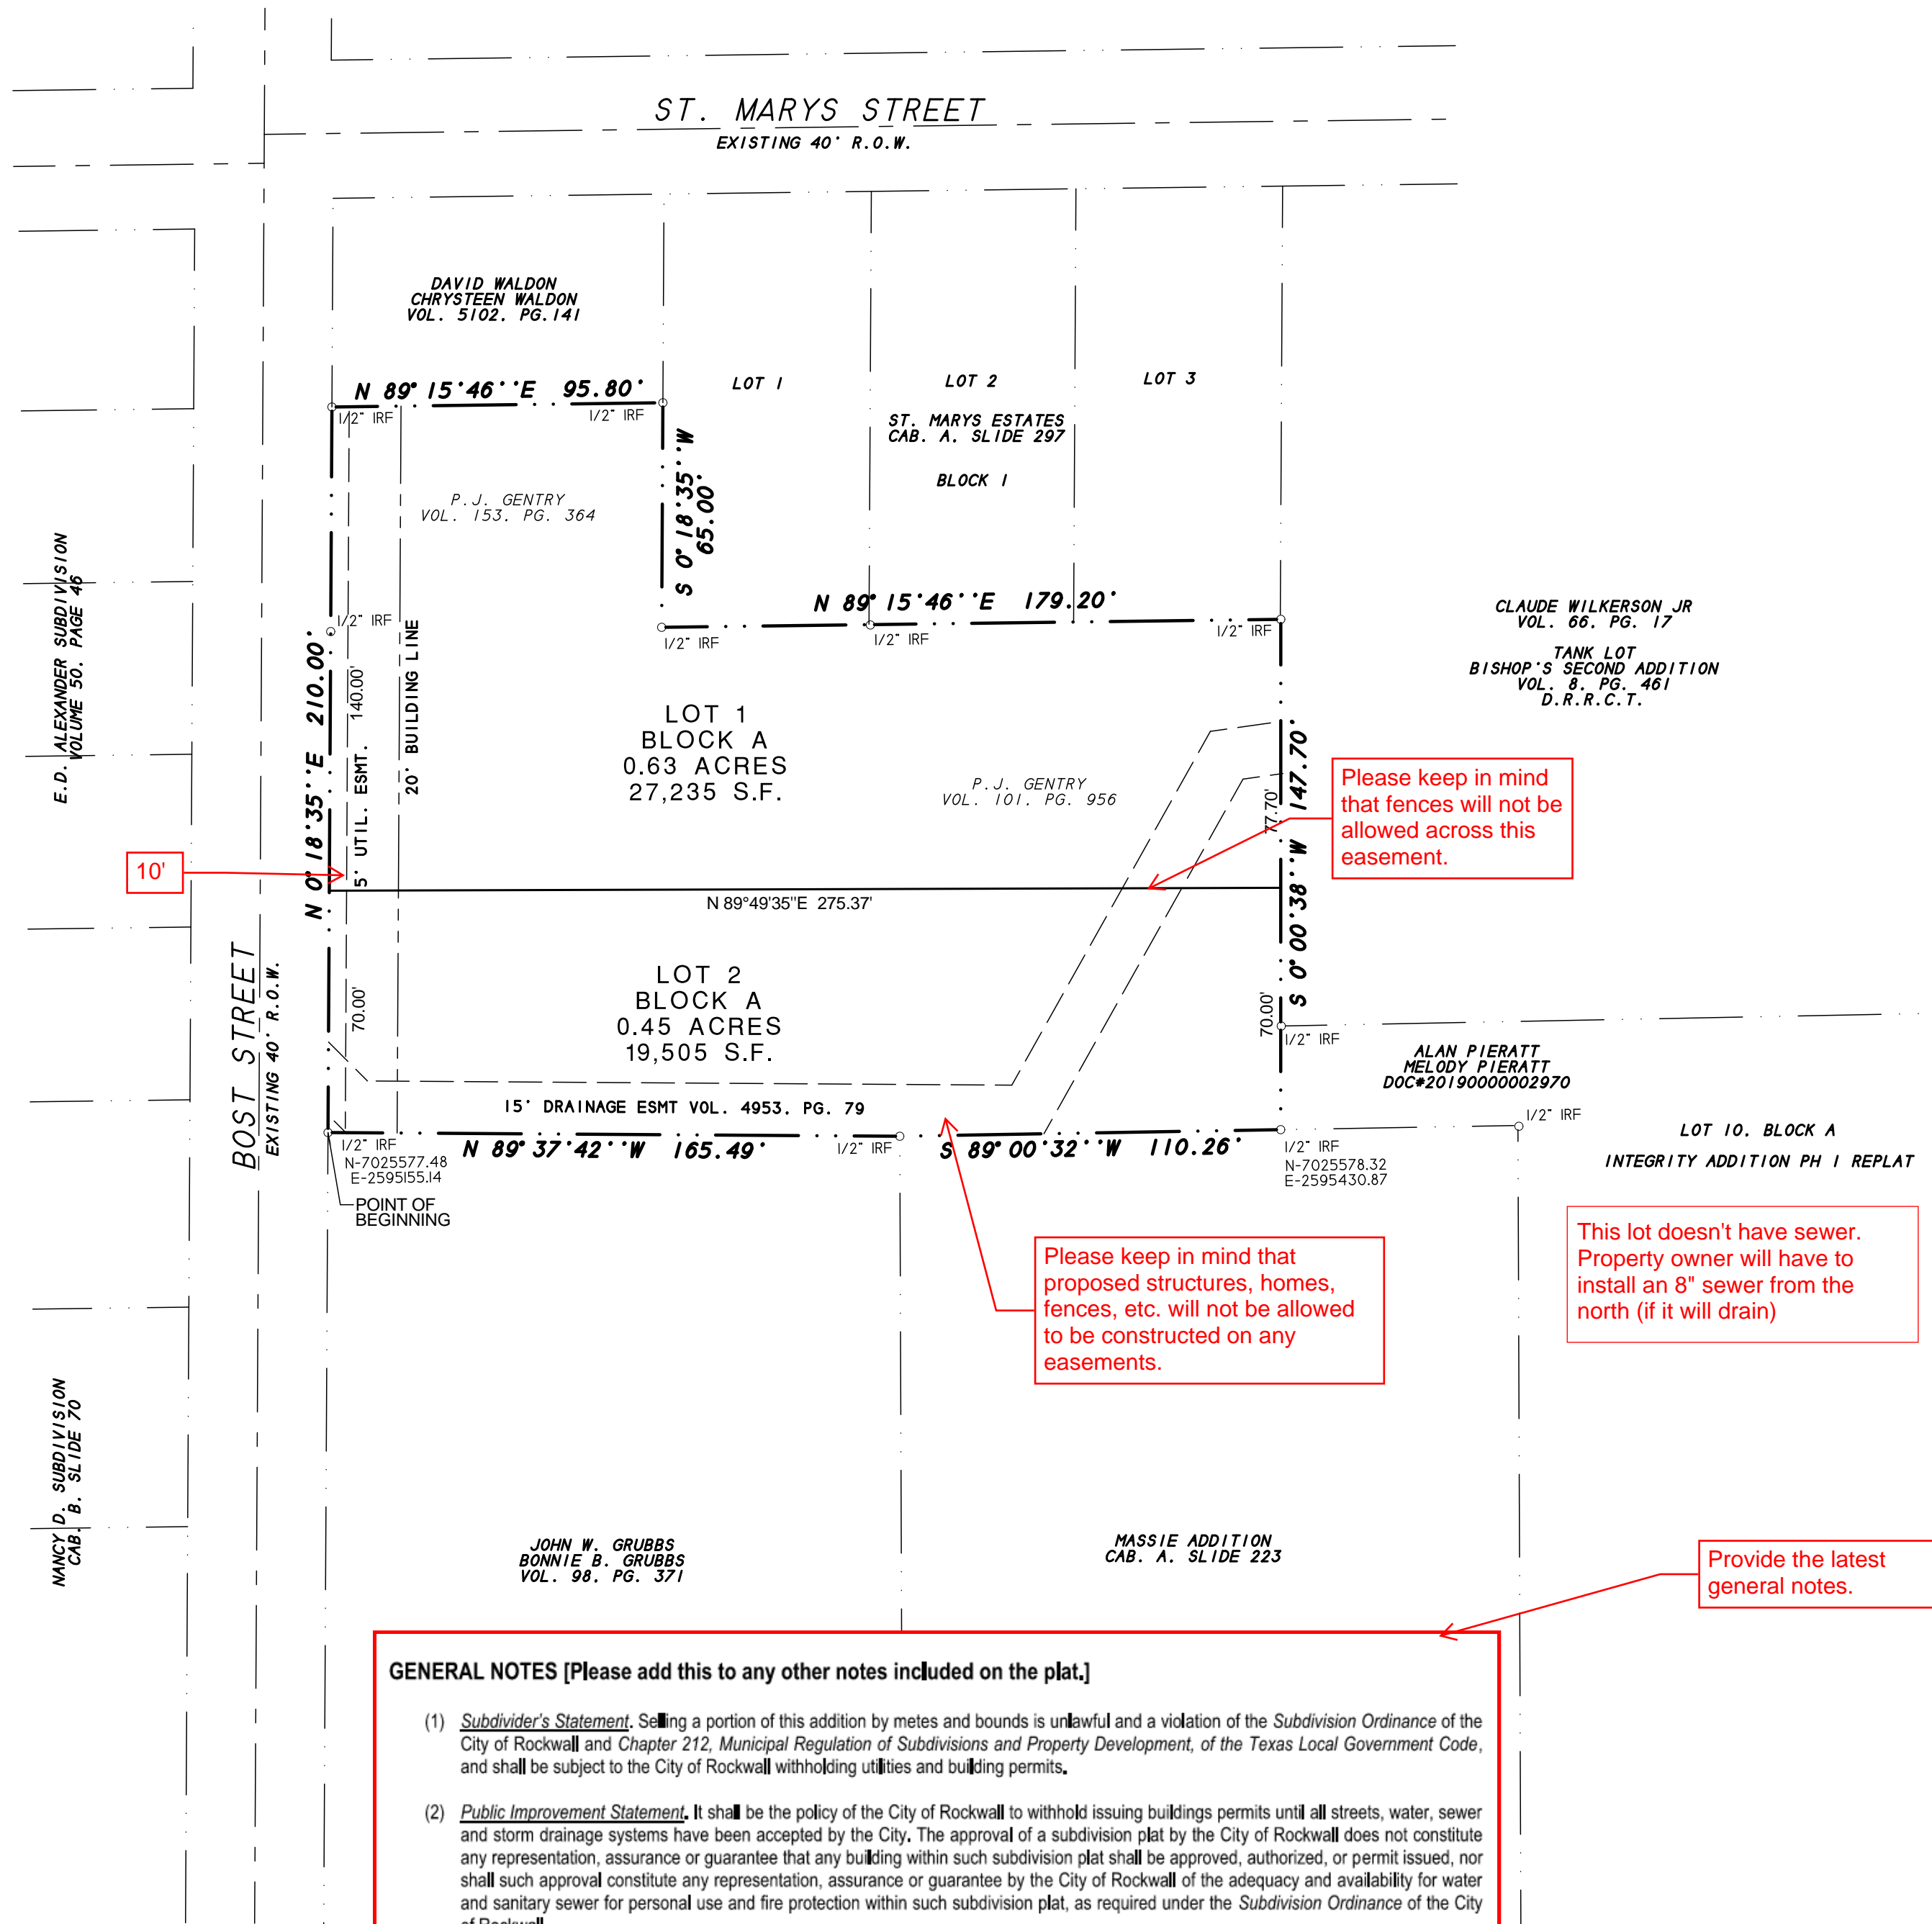 ST. MARYS STREET
EXISTING 40' R.O.W.
DAVID WALDON
CHRYSTEEN WALDON
VOL. 5102, PG.141
N 89°15'46''E 95.80'
1/2" IRF
1/2" IRF
LOT 1
LOT 2
LOT 3
ST. MARYS ESTATES
CAB. A, SLIDE 297
BLOCK 1
P.J. GENTRY
VOL. 153, PG. 364
S 0°18'35''W
65.00'
E.D. ALEXANDER SUBDIVISION
VOLUME 50, PAGE 46
N 89°15'46''E 179.20'
1/2" IRF
1/2" IRF
1/2" IRF
1/2" IRF
CLAUDE WILKERSON JR
VOL. 66, PG. 17
TANK LOT
BISHOP'S SECOND ADDITION
VOL. 8, PG. 461
D.R.R.C.T.
N 0°18'35''E 210.00'
140.00'
5' UTIL. ESMT.
20' BUILDING LINE
LOT 1
BLOCK A
0.63 ACRES
27,235 S.F.
P.J. GENTRY
VOL. 101, PG. 956
77.70'
S 0°00'38''W 147.70'
Please keep in mind
that fences will not be
allowed across this
easement.
10'
N 89°49'35"E 275.37'
BOST STREET
EXISTING 40' R.O.W.
70.00'
LOT 2
BLOCK A
0.45 ACRES
19,505 S.F.
70.00'
1/2" IRF
ALAN PIERATT
MELODY PIERATT
DOC#20190000002970
1/2" IRF
15' DRAINAGE ESMT VOL. 4953, PG. 79
1/2" IRF
N-7025577.48
E-2595155.14
N 89°37'42''W 165.49'
1/2" IRF
S 89°00'32''W 110.26'
1/2" IRF
N-7025578.32
E-2595430.87
LOT 10, BLOCK A
INTEGRITY ADDITION PH 1 REPLAT
POINT OF
BEGINNING
This lot doesn't have sewer.
Property owner will have to
install an 8" sewer from the
north (if it will drain)
Please keep in mind that
proposed structures, homes,
fences, etc. will not be allowed
to be constructed on any
easements.
NANCY D. SUBDIVISION
CAB. B, SLIDE 70
JOHN W. GRUBBS
BONNIE B. GRUBBS
VOL. 98, PG. 371
MASSIE ADDITION
CAB. A, SLIDE 223
Provide the latest
general notes.
GENERAL NOTES [Please add this to any other notes included on the plat.]
(1) Subdivider's Statement. Selling a portion of this addition by metes and bounds is unlawful and a violation of the Subdivision Ordinance of the
City of Rockwall and Chapter 212, Municipal Regulation of Subdivisions and Property Development, of the Texas Local Government Code,
and shall be subject to the City of Rockwall withholding utilities and building permits.
(2) Public Improvement Statement. It shall be the policy of the City of Rockwall to withhold issuing buildings permits until all streets, water, sewer
and storm drainage systems have been accepted by the City. The approval of a subdivision plat by the City of Rockwall does not constitute
any representation, assurance or guarantee that any building within such subdivision plat shall be approved, authorized, or permit issued, nor
shall such approval constitute any representation, assurance or guarantee by the City of Rockwall of the adequacy and availability for water
and sanitary sewer for personal use and fire protection within such subdivision plat, as required under the Subdivision Ordinance of the City
of Rockwall